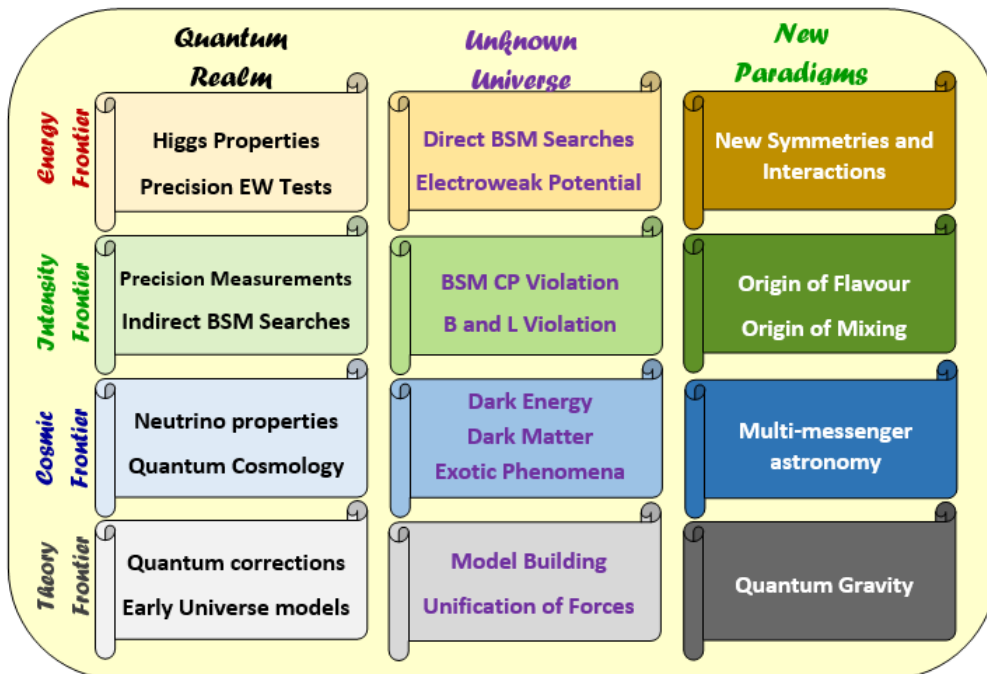 Quantum
Realm
Unknown
Universe
New
Paradigms
Energy
Frontier
Higgs Properties
Precision EW Tests
Direct BSM Searches
Electroweak Potential
New Symmetries and
Interactions
Intensity
Frontier
Precision Measurements
Indirect BSM Searches
BSM CP Violation
B and L Violation
Origin of Flavour
Origin of Mixing
Cosmic
Frontier
Neutrino properties
Quantum Cosmology
Dark Energy
Dark Matter
Exotic Phenomena
Multi-messenger
astronomy
Theory
Frontier
Quantum corrections
Early Universe models
Model Building
Unification of Forces
Quantum Gravity